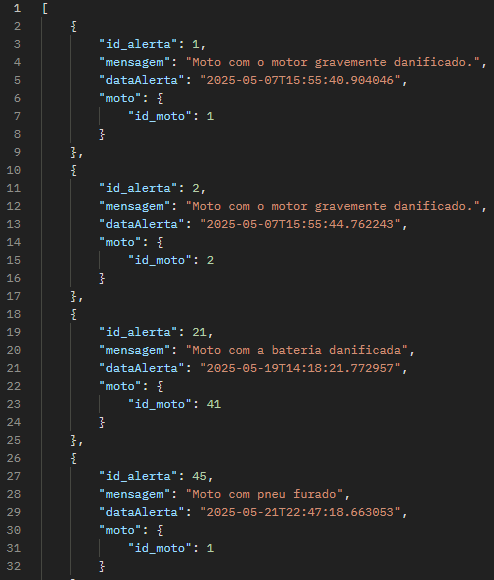 1 [
2 {
3 "id_alerta": 1,
4 "mensagem": "Moto com o motor gravemente danificado.",
5 "dataAlerta": "2025-05-07T15:55:40.904046",
6 "moto": {
7 "id_moto": 1
8 }
9 },
10 {
11 "id_alerta": 2,
12 "mensagem": "Moto com o motor gravemente danificado.",
13 "dataAlerta": "2025-05-07T15:55:44.762243",
14 "moto": {
15 "id_moto": 2
16 }
17 },
18 {
19 "id_alerta": 21,
20 "mensagem": "Moto com a bateria danificada",
21 "dataAlerta": "2025-05-19T14:18:21.772957",
22 "moto": {
23 "id_moto": 41
24 }
25 },
26 {
27 "id_alerta": 45,
28 "mensagem": "Moto com pneu furado",
29 "dataAlerta": "2025-05-21T22:47:18.663053",
30 "moto": {
31 "id_moto": 1
32 }